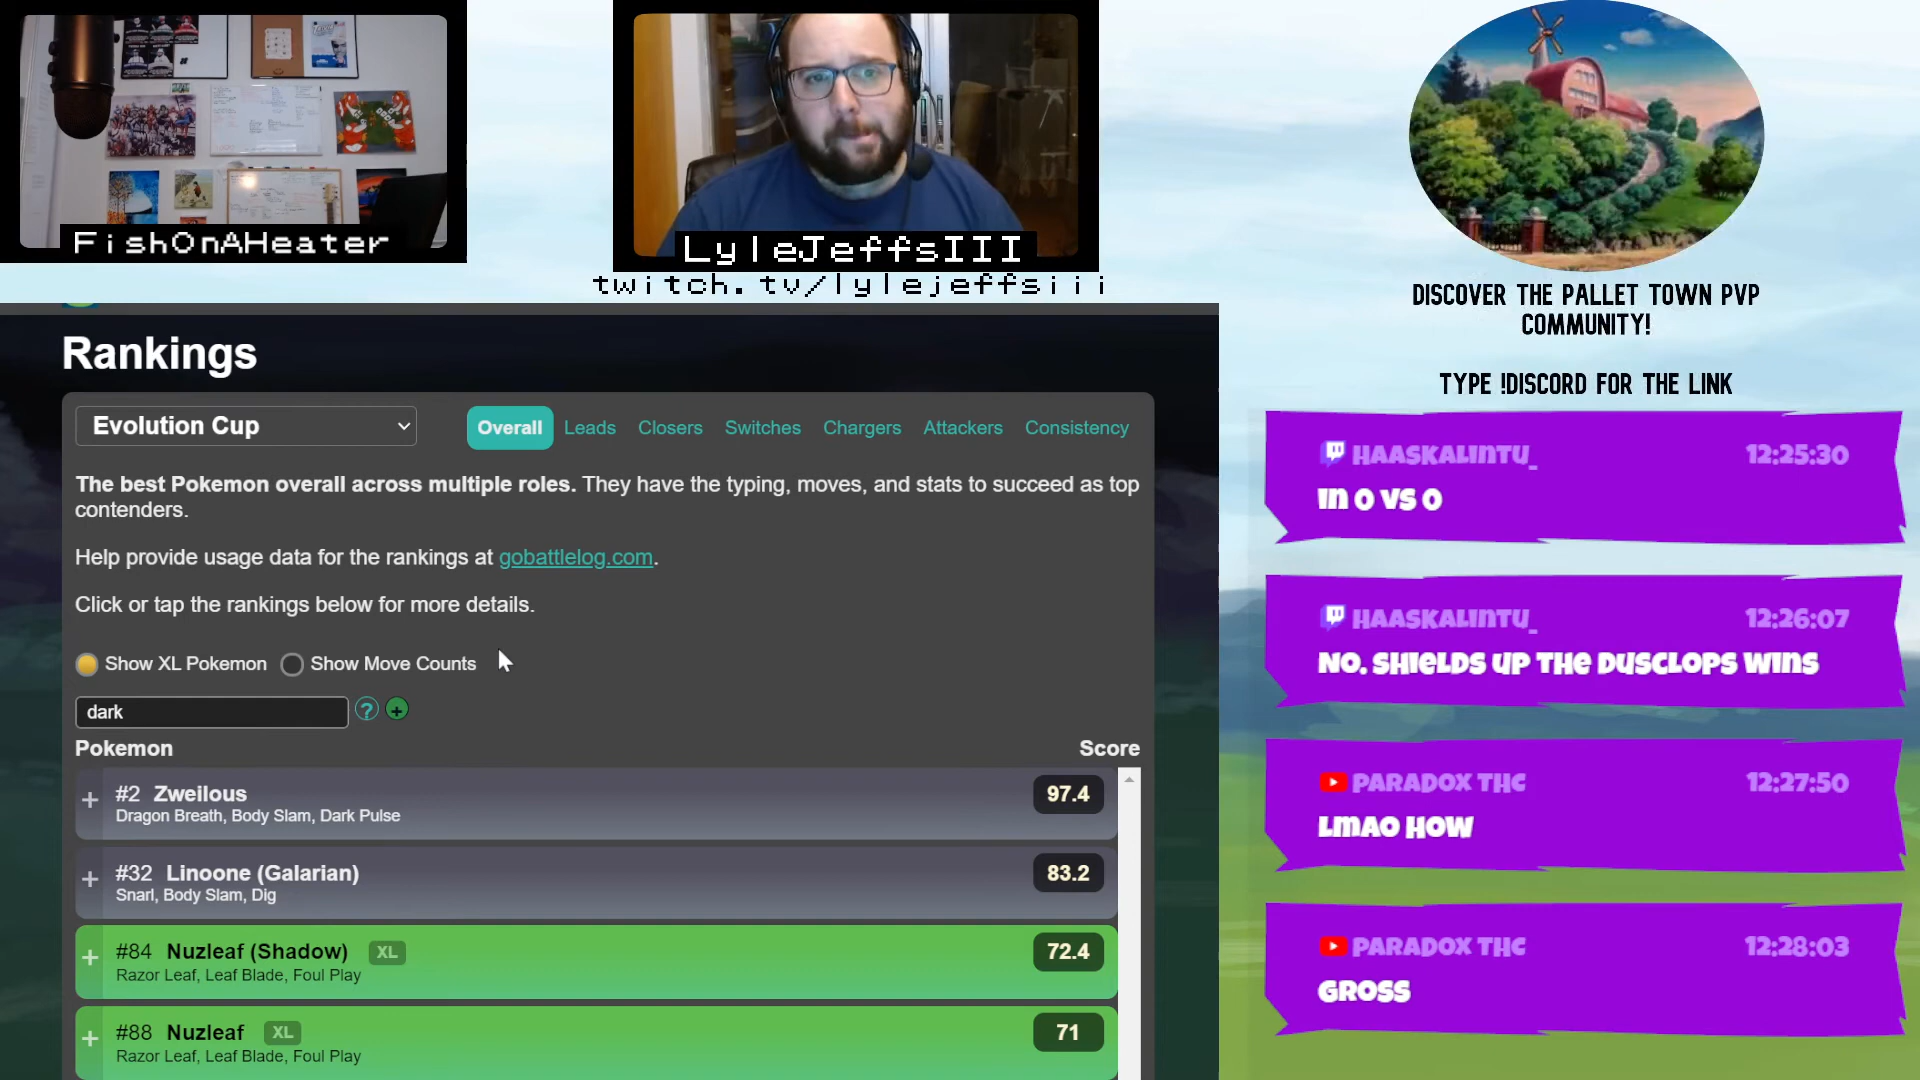 FishOnAHeater
LyleJeffsIII
twitch.tv/lylejeffsiii
DISCOVER THE PALLET TOWN PVP
COMMUNITY!
TYPE !DISCORD FOR THE LINK
Rankings
Evolution Cup
Overall
Leads
Closers
Switches
Chargers
Attackers
Consistency
The best Pokemon overall across multiple roles. They have the typing, moves, and stats to succeed as top
contenders.
Help provide usage data for the rankings at gobattlelog.com.
Click or tap the rankings below for more details.
Show XL Pokemon
Show Move Counts
dark
?
+
Pokemon
Score
+
#2 Zweilous
97.4
Dragon Breath, Body Slam, Dark Pulse
+
#32 Linoone (Galarian)
83.2
Snarl, Body Slam, Dig
+
#84 Nuzleaf (Shadow) XL
72.4
Razor Leaf, Leaf Blade, Foul Play
+
#88 Nuzleaf XL
71
Razor Leaf, Leaf Blade, Foul Play
HAASKALINTU_ 12:25:30
In 0 vs 0
HAASKALINTU_ 12:26:07
No. Shields up the dusclops wins
PARADOX THC 12:27:50
Lmao how
PARADOX THC 12:28:03
Gross